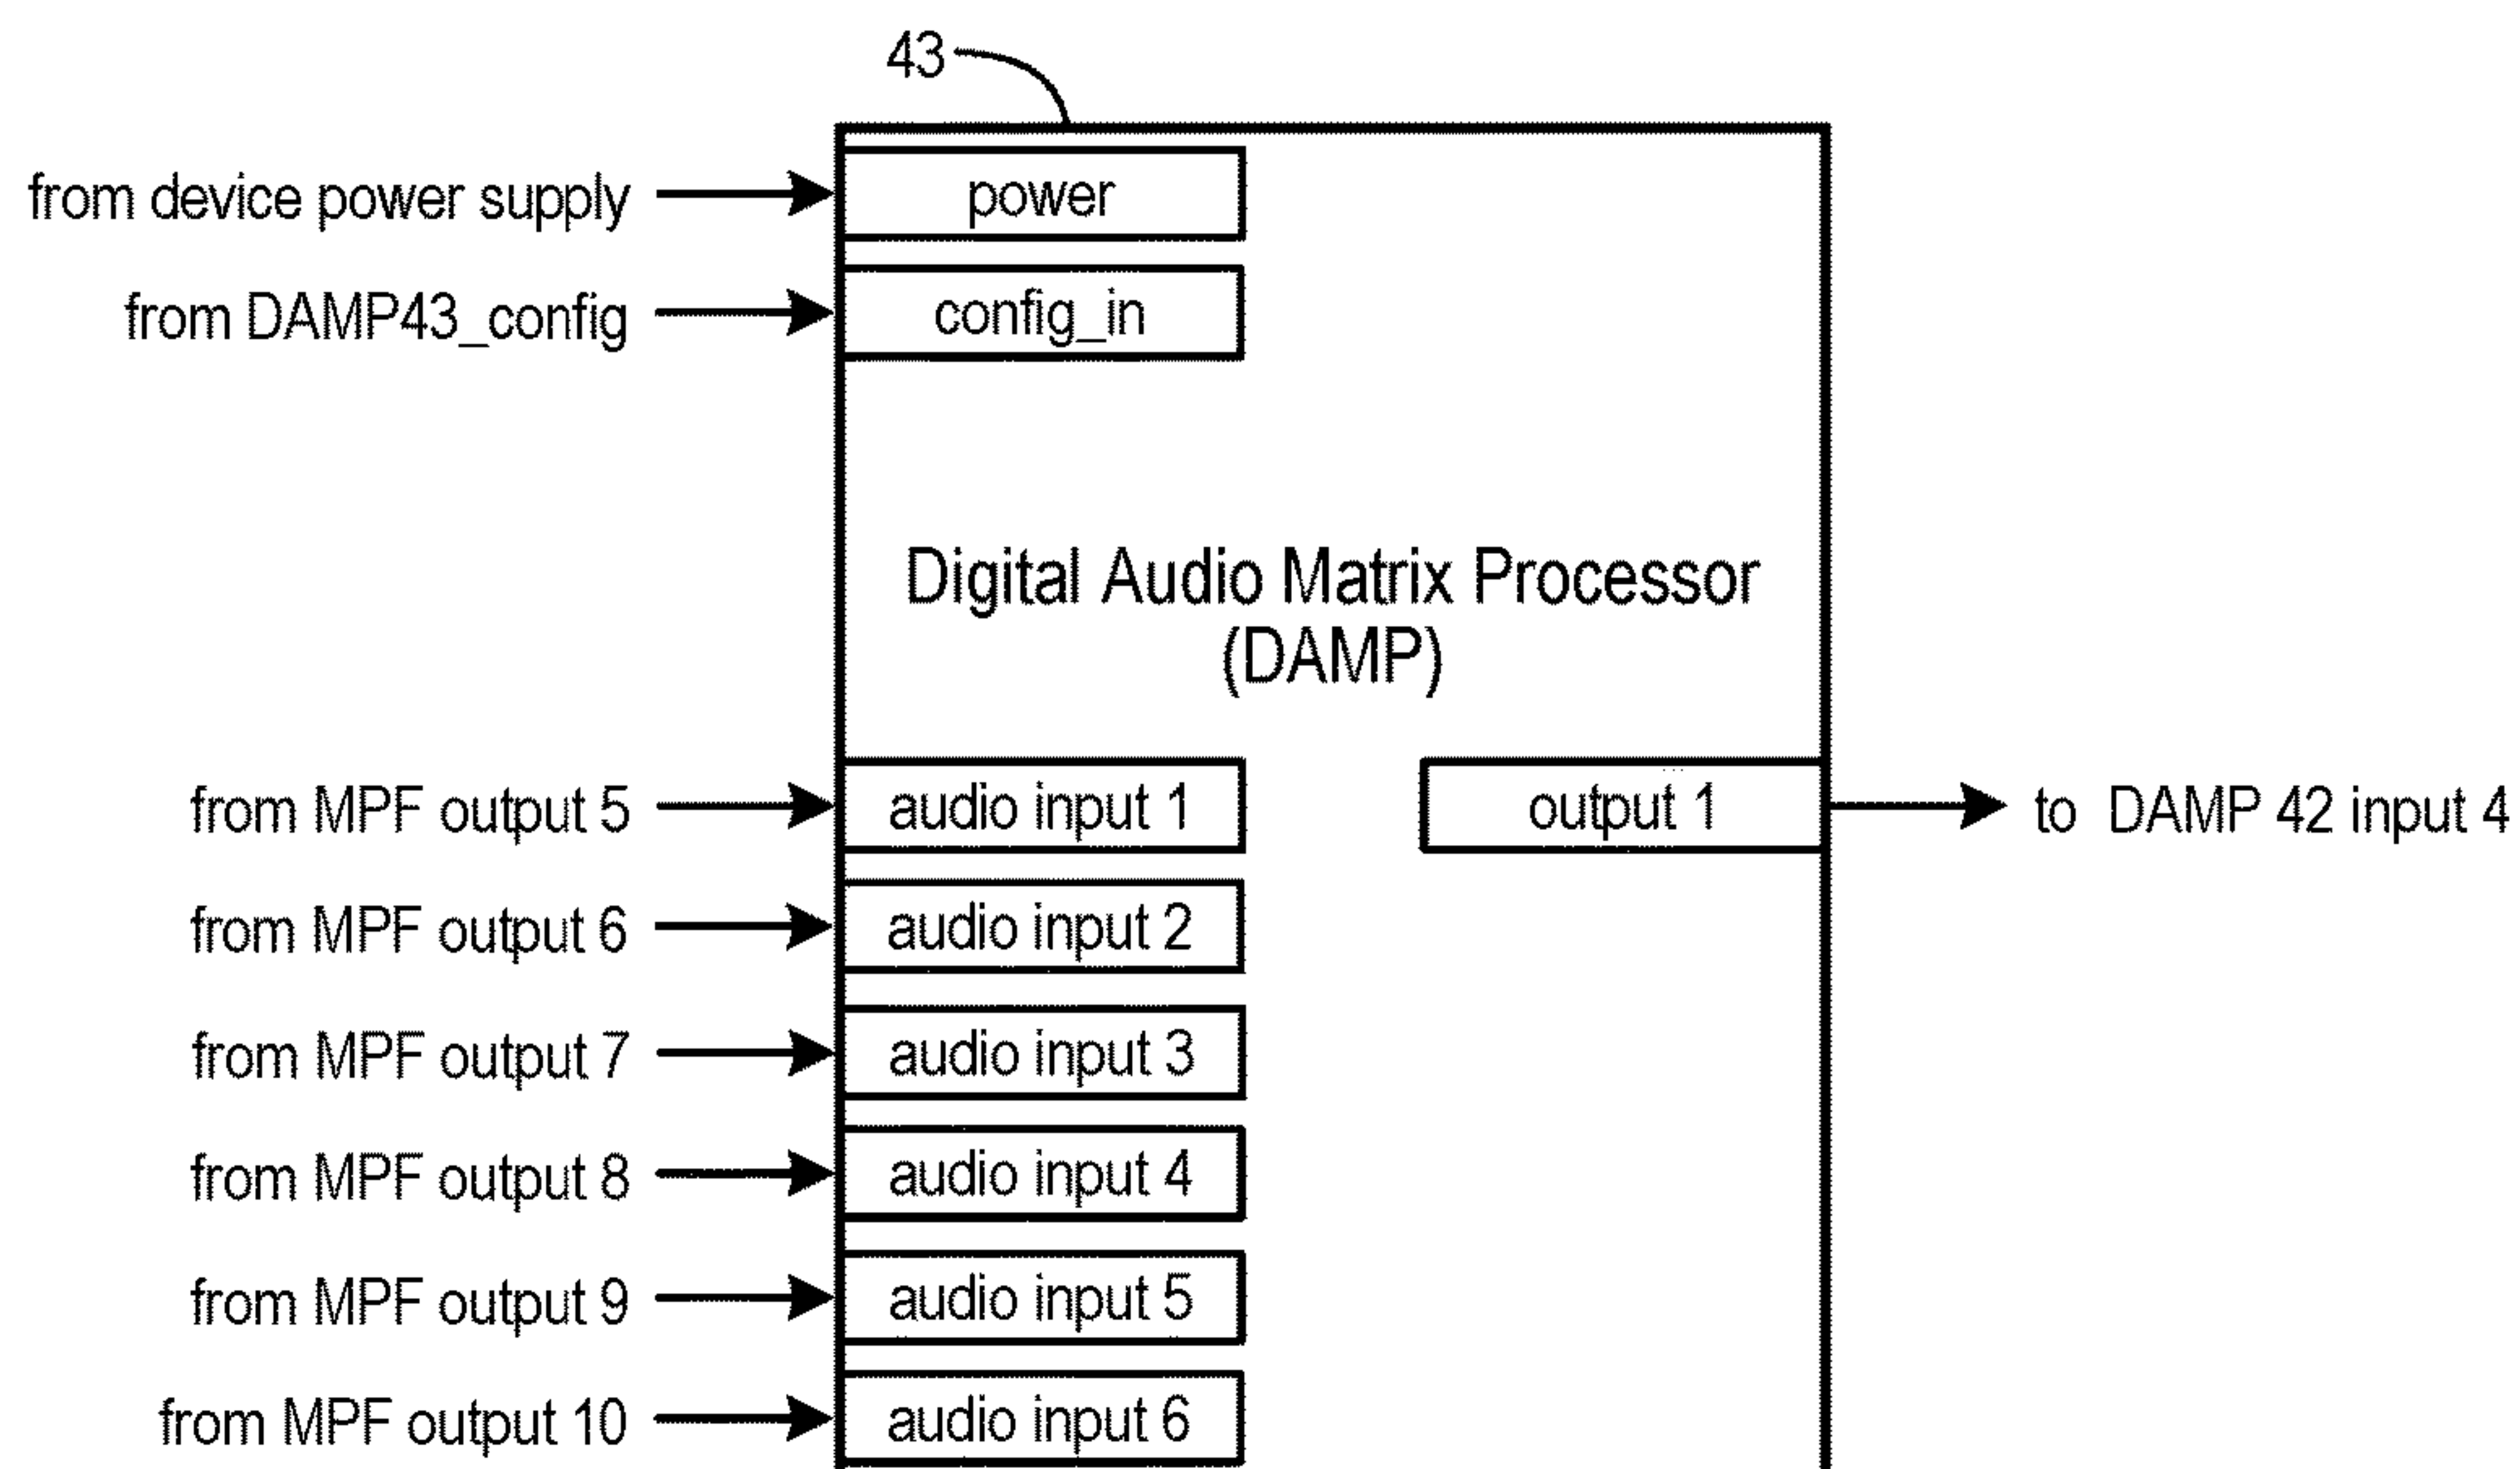 43
from device power supply
power
from DAMP43_config
config_in
Digital Audio Matrix Processor
(DAMP)
from MPF output 5
audio input 1
output 1
to DAMP 42 input 4
from MPF output 6
audio input 2
from MPF output 7
audio input 3
from MPF output 8
audio input 4
from MPF output 9
audio input 5
from MPF output 10
audio input 6